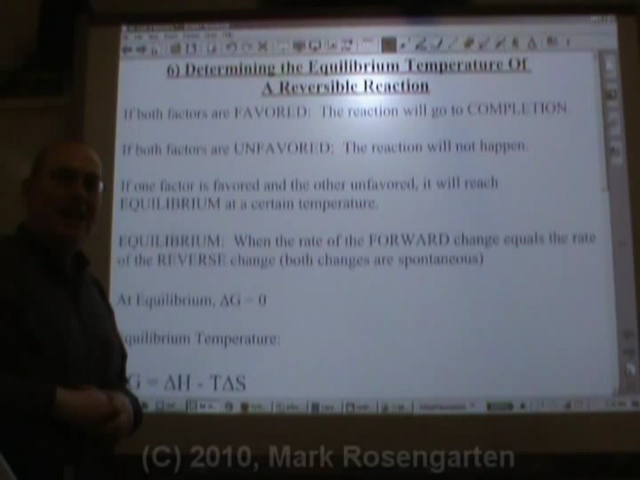 6) Determining the Equilibrium Temperature Of
A Reversible Reaction
If both factors are FAVORED: The reaction will go to COMPLETION.
If both factors are UNFAVORED: The reaction will not happen.
If one factor is favored and the other unfavored, it will reach
EQUILIBRIUM at a certain temperature.
EQUILIBRIUM: When the rate of the FORWARD change equals the rate
of the REVERSE change (both changes are spontaneous)
At Equilibrium, ΔG = 0
quilibrium Temperature:
G = ΔH - TΔS
(C) 2010, Mark Rosengarten